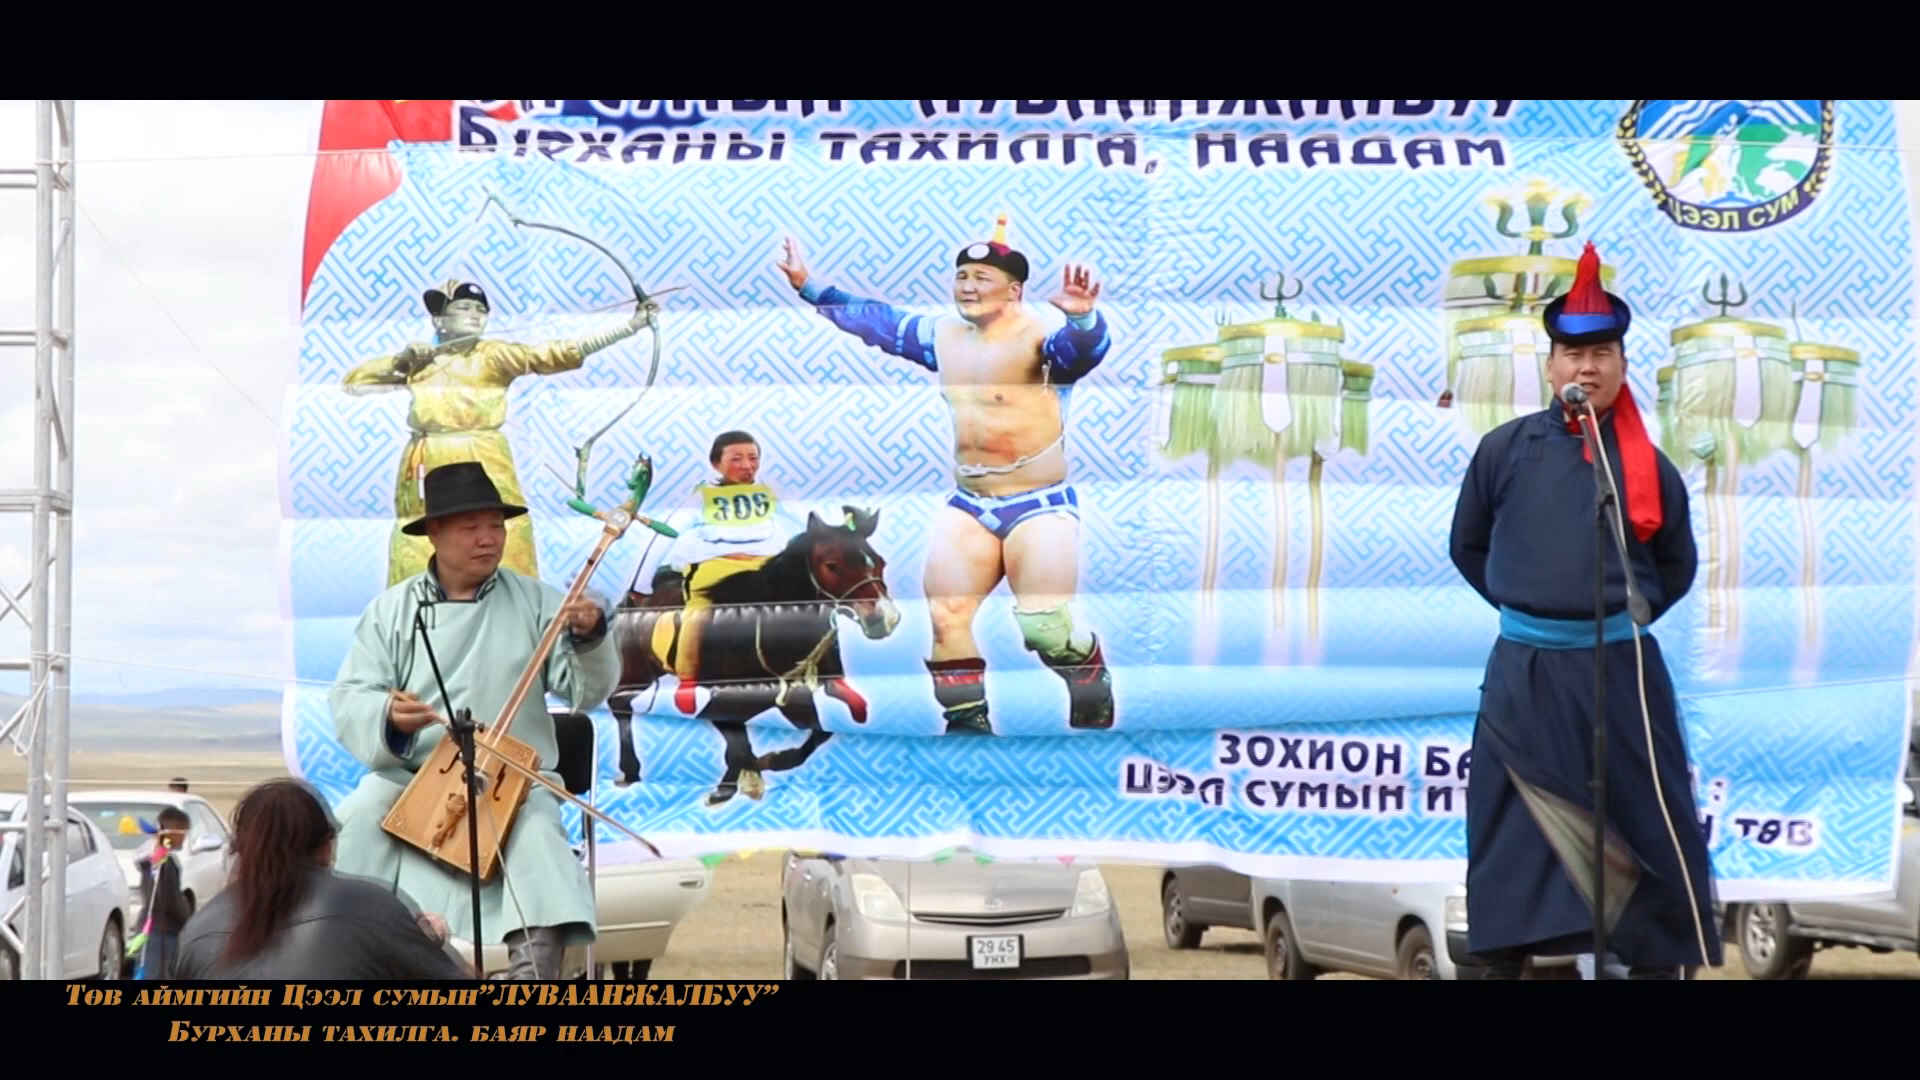 БУРХАНЫ ТАХИЛГА, НААДАМ
ЦЭЭЛ СУМ
306
ЗОХИОН
ЦЭЭЛ СУМЫН
ТӨВ
29 45
УНХ
Төв аймгийн Цээл сумын"ЛУВААНЖАЛБУУ"
Бурханы тахилга. баяр наадам